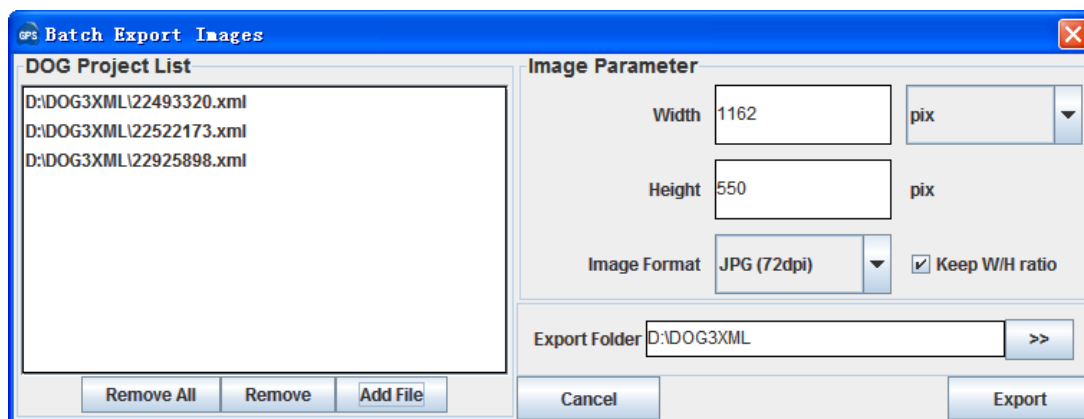 GPS Batch Export Images
DOG Project List
D:\DOG3XML\22493320.xml
D:\DOG3XML\22522173.xml
D:\DOG3XML\22925898.xml
Remove All
Remove
Add File
Image Parameter
Width 1162 pix
Height 550 pix
Image Format JPG (72dpi) Keep W/H ratio
Export Folder D:\DOG3XML >>
Cancel
Export